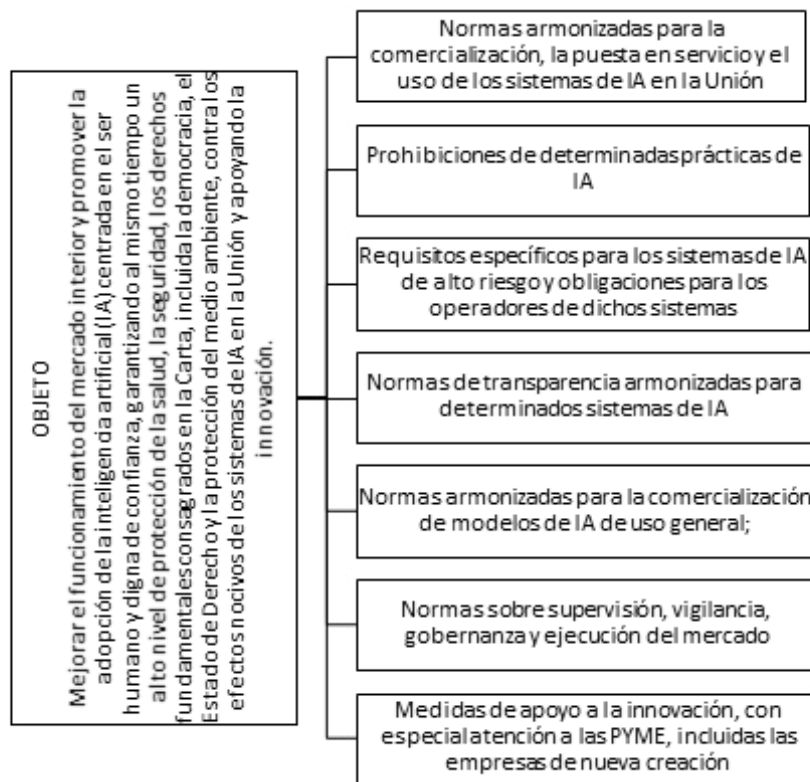 OBJETO
Mejorar el funcionamiento del mercado interior y promover la
adopción de la inteligencia artificial (IA) centrada en el ser
humano y digna de confianza, garantizando al mismo tiempo un
alto nivel de protección de la salud, la seguridad, los derechos
fundamentales consagrados en la Carta, incluida la democracia, el
Estado de Derecho y la protección del medio ambiente, contra los
efectos nocivos de los sistemas de IA en la Unión y apoyando la
innovación.
Normas armonizadas para la
comercialización, la puesta en servicio y el
uso de los sistemas de IA en la Unión
Prohibiciones de determinadas prácticas de
IA
Requisitos específicos para los sistemas de IA
de alto riesgo y obligaciones para los
operadores de dichos sistemas
Normas de transparencia armonizadas para
determinados sistemas de IA
Normas armonizadas para la comercialización
de modelos de IA de uso general;
Normas sobre supervisión, vigilancia,
gobernanza y ejecución del mercado
Medidas de apoyo a la innovación, con
especial atención a las PYME, incluidas las
empresas de nueva creación